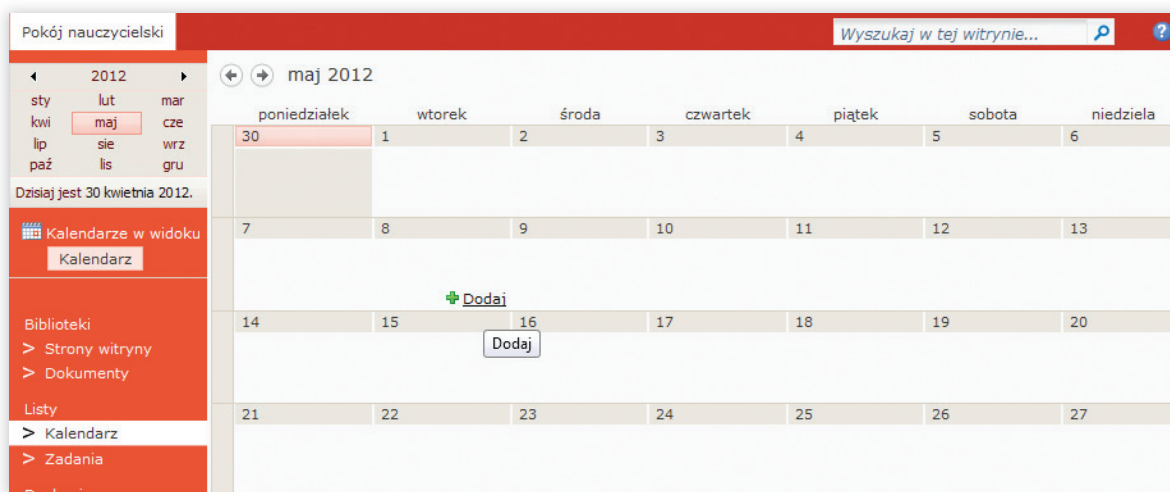 Pokój nauczycielski
Wyszukaj w tej witrynie...
2012
sty lut mar
kwi maj cze
lip sie wrz
paź lis gru
Dzisiaj jest 30 kwietnia 2012.
Kalendarze w widoku
Kalendarz
Biblioteki
> Strony witryny
> Dokumenty
Listy
> Kalendarz
> Zadania
maj 2012
poniedziałek wtorek środa czwartek piątek sobota niedziela
30 1 2 3 4 5 6
7 8 9 10 11 12 13
Dodaj
14 15 16 17 18 19 20
Dodaj
21 22 23 24 25 26 27